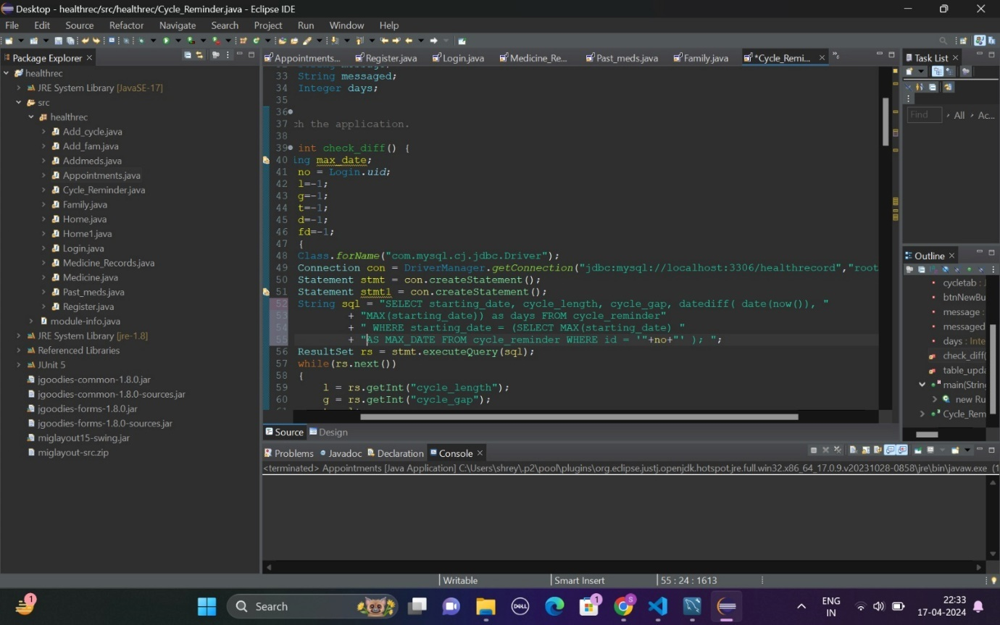 Desktop - healthrec/src/healthrec/Cycle_Reminder.java - Eclipse IDE
File Edit Source Refactor Navigate Search Project Run Window Help
Package Explorer ×
Appointments... Register.java Login.java Medicine_Re... Past_meds.java Family.java *Cycle_Remi... ×
Task List ×
healthrec
JRE System Library [JavaSE-17]
src
healthrec
Add_cycle.java
Add_fam.java
Addmeds.java
Appointments.java
Cycle_Reminder.java
Family.java
Home.java
Home1.java
Login.java
Medicine_Records.java
Medicine.java
Past_meds.java
Register.java
module-info.java
JRE System Library [jre-1.8]
Referenced Libraries
JUnit 5
jgoodies-common-1.8.0.jar
jgoodies-common-1.8.0-sources.jar
jgoodies-forms-1.8.0.jar
jgoodies-forms-1.8.0-sources.jar
miglayout15-swing.jar
miglayout-src.zip
33 String messaged;
34 Integer days;
35
36
37 ch the application.
38
39 int check_diff() {
40 ing max_date;
41 no = Login.uid;
42 l=-1;
43 g=-1;
44 t=-1;
45 d=-1;
46 fd=-1;
47 {
48 Class.forName("com.mysql.cj.jdbc.Driver");
49 Connection con = DriverManager.getConnection("jdbc:mysql://localhost:3306/healthrecord","root
50 Statement stmt = con.createStatement();
51 Statement stmt1 = con.createStatement();
52 String sql = "SELECT starting_date, cycle_length, cycle_gap, datediff( date(now()), "
53 + "MAX(starting_date)) as days FROM cycle_reminder"
54 + " WHERE starting_date = (SELECT MAX(starting_date) "
55 + "AS MAX_DATE FROM cycle_reminder WHERE id = '"+no+"' ); ";
56 ResultSet rs = stmt.executeQuery(sql);
57 while(rs.next())
58 {
59 l = rs.getInt("cycle_length");
60 g = rs.getInt("cycle_gap");
Source Design
Find All Ac...
Outline ×
cycletab :
btnNewBu
message :
messaged
days : Inte
check_diff(
table_upda
main(String
new Ru
Cycle_Rem
Problems Javadoc Declaration Console ×
<terminated> Appointments [Java Application] C:\Users\shrey\.p2\pool\plugins\org.eclipse.justj.openjdk.hotspot.jre.full.win32.x86_64_17.0.9.v20231028-0858\jre\bin\javaw.exe (1
Writable Smart Insert 55 : 24 : 1613
1
Search
DELL
1
S
ENG
IN
22:33
17-04-2024